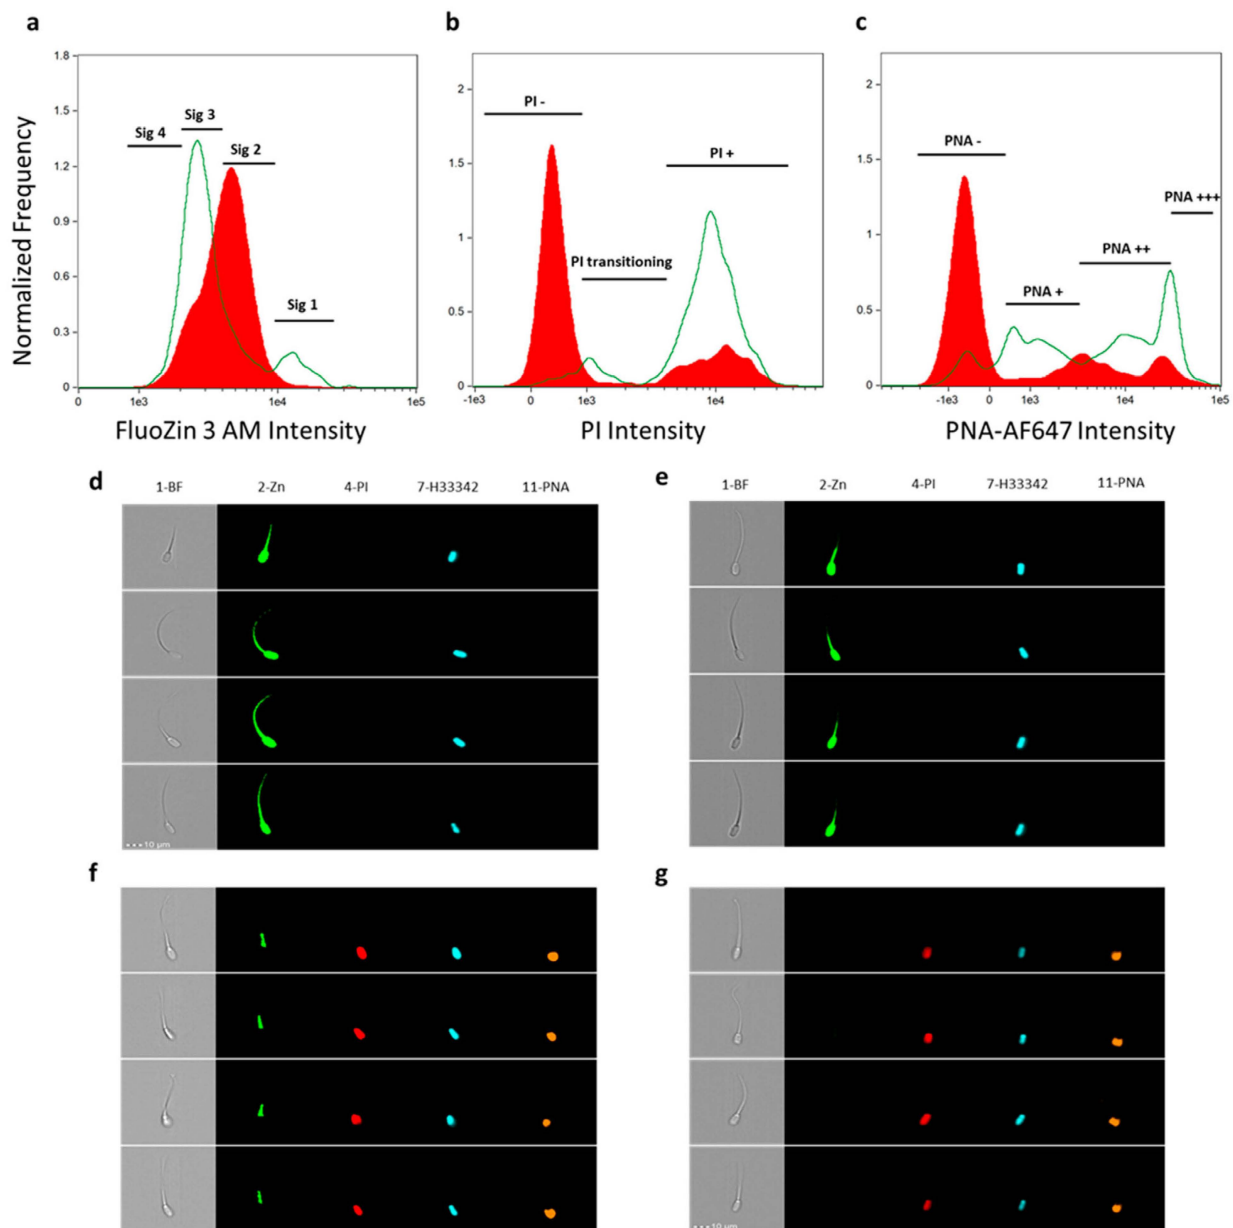 a
b
c
1.8
1.5
1.2
0.9
0.6
0.3
0
Normalized Frequency
Sig 4
Sig 3
Sig 2
Sig 1
0
1e3
1e4
1e5
FluoZin 3 AM Intensity
2
1.5
1
0.5
0
PI -
PI +
PI transitioning
-1e3
0
1e3
1e4
PI Intensity
2
1.5
1
0.5
0
PNA -
PNA +
PNA ++
PNA +++
-1e3
0
1e3
1e4
1e5
PNA-AF647 Intensity
d
1-BF 2-Zn 4-PI 7-H33342 11-PNA
10 µm
e
1-BF 2-Zn 4-PI 7-H33342 11-PNA
f
g
10 µm